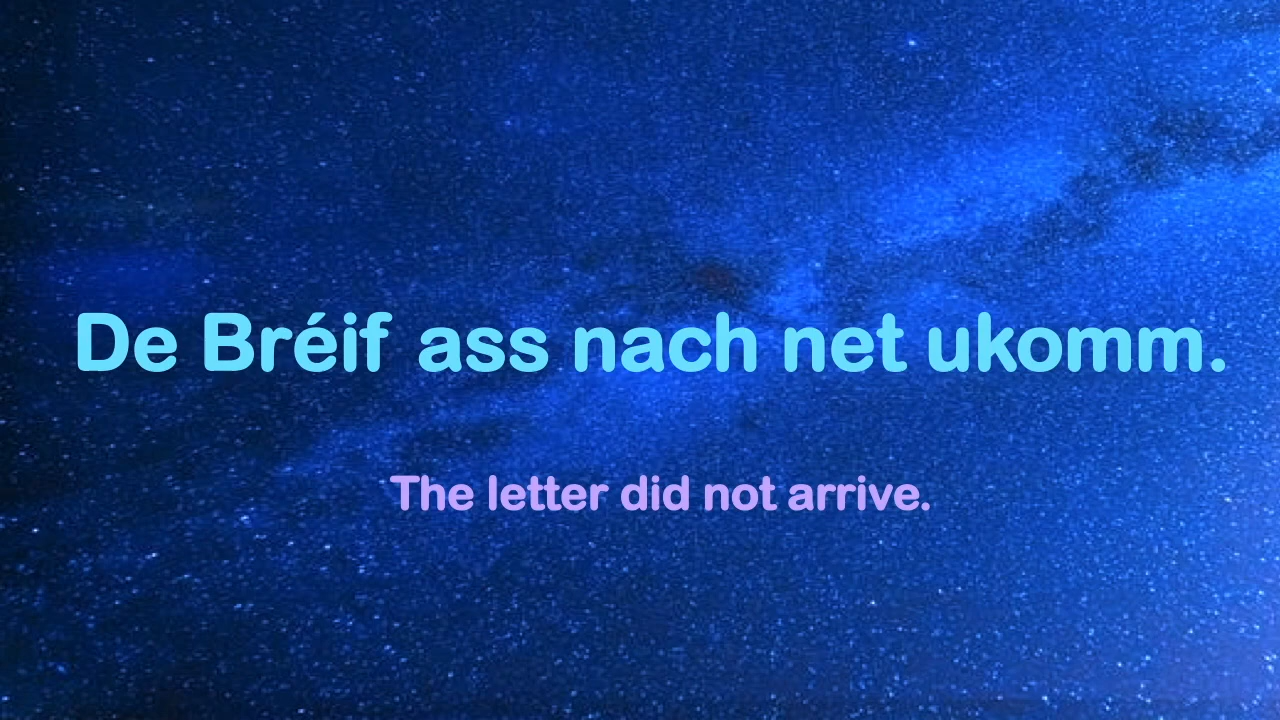 De Bréif ass nach net ukomm.
The letter did not arrive.